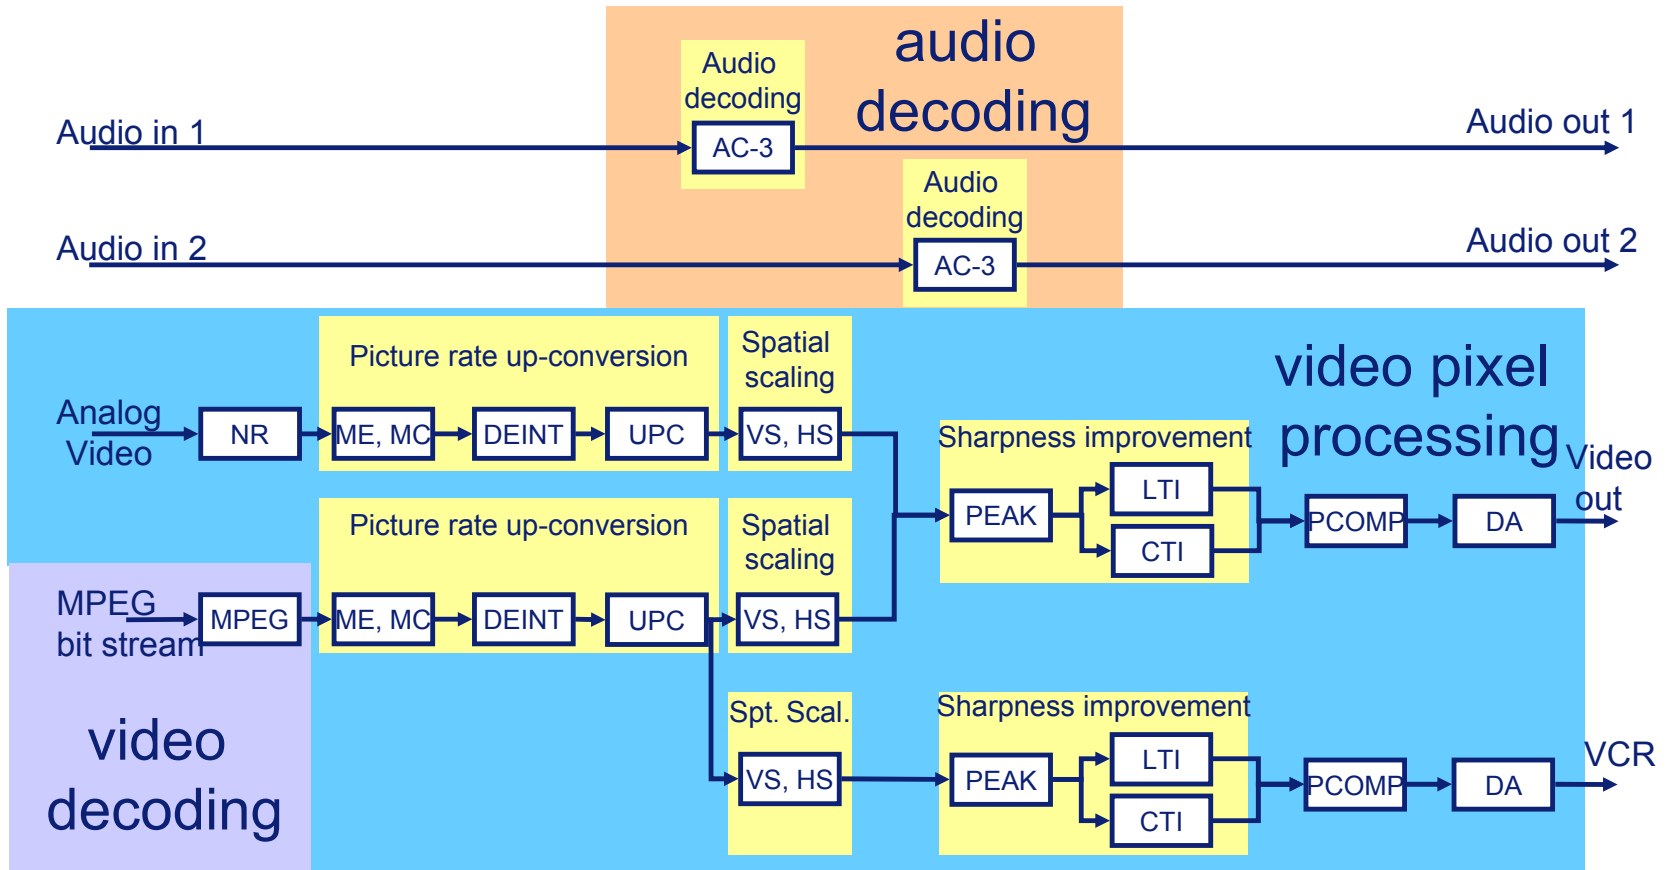 audio
decoding
Audio
decoding
Audio in 1
AC-3
Audio out 1
Audio
decoding
Audio in 2
AC-3
Audio out 2
video pixel
processing
Picture rate up-conversion
Spatial
scaling
Analog
Video
NR
ME, MC
DEINT
UPC
VS, HS
Sharpness improvement
PEAK
LTI
CTI
PCOMP
DA
Video
out
Picture rate up-conversion
Spatial
scaling
MPEG
bit stream
MPEG
ME, MC
DEINT
UPC
VS, HS
video
decoding
Spt. Scal.
VS, HS
Sharpness improvement
PEAK
LTI
CTI
PCOMP
DA
VCR